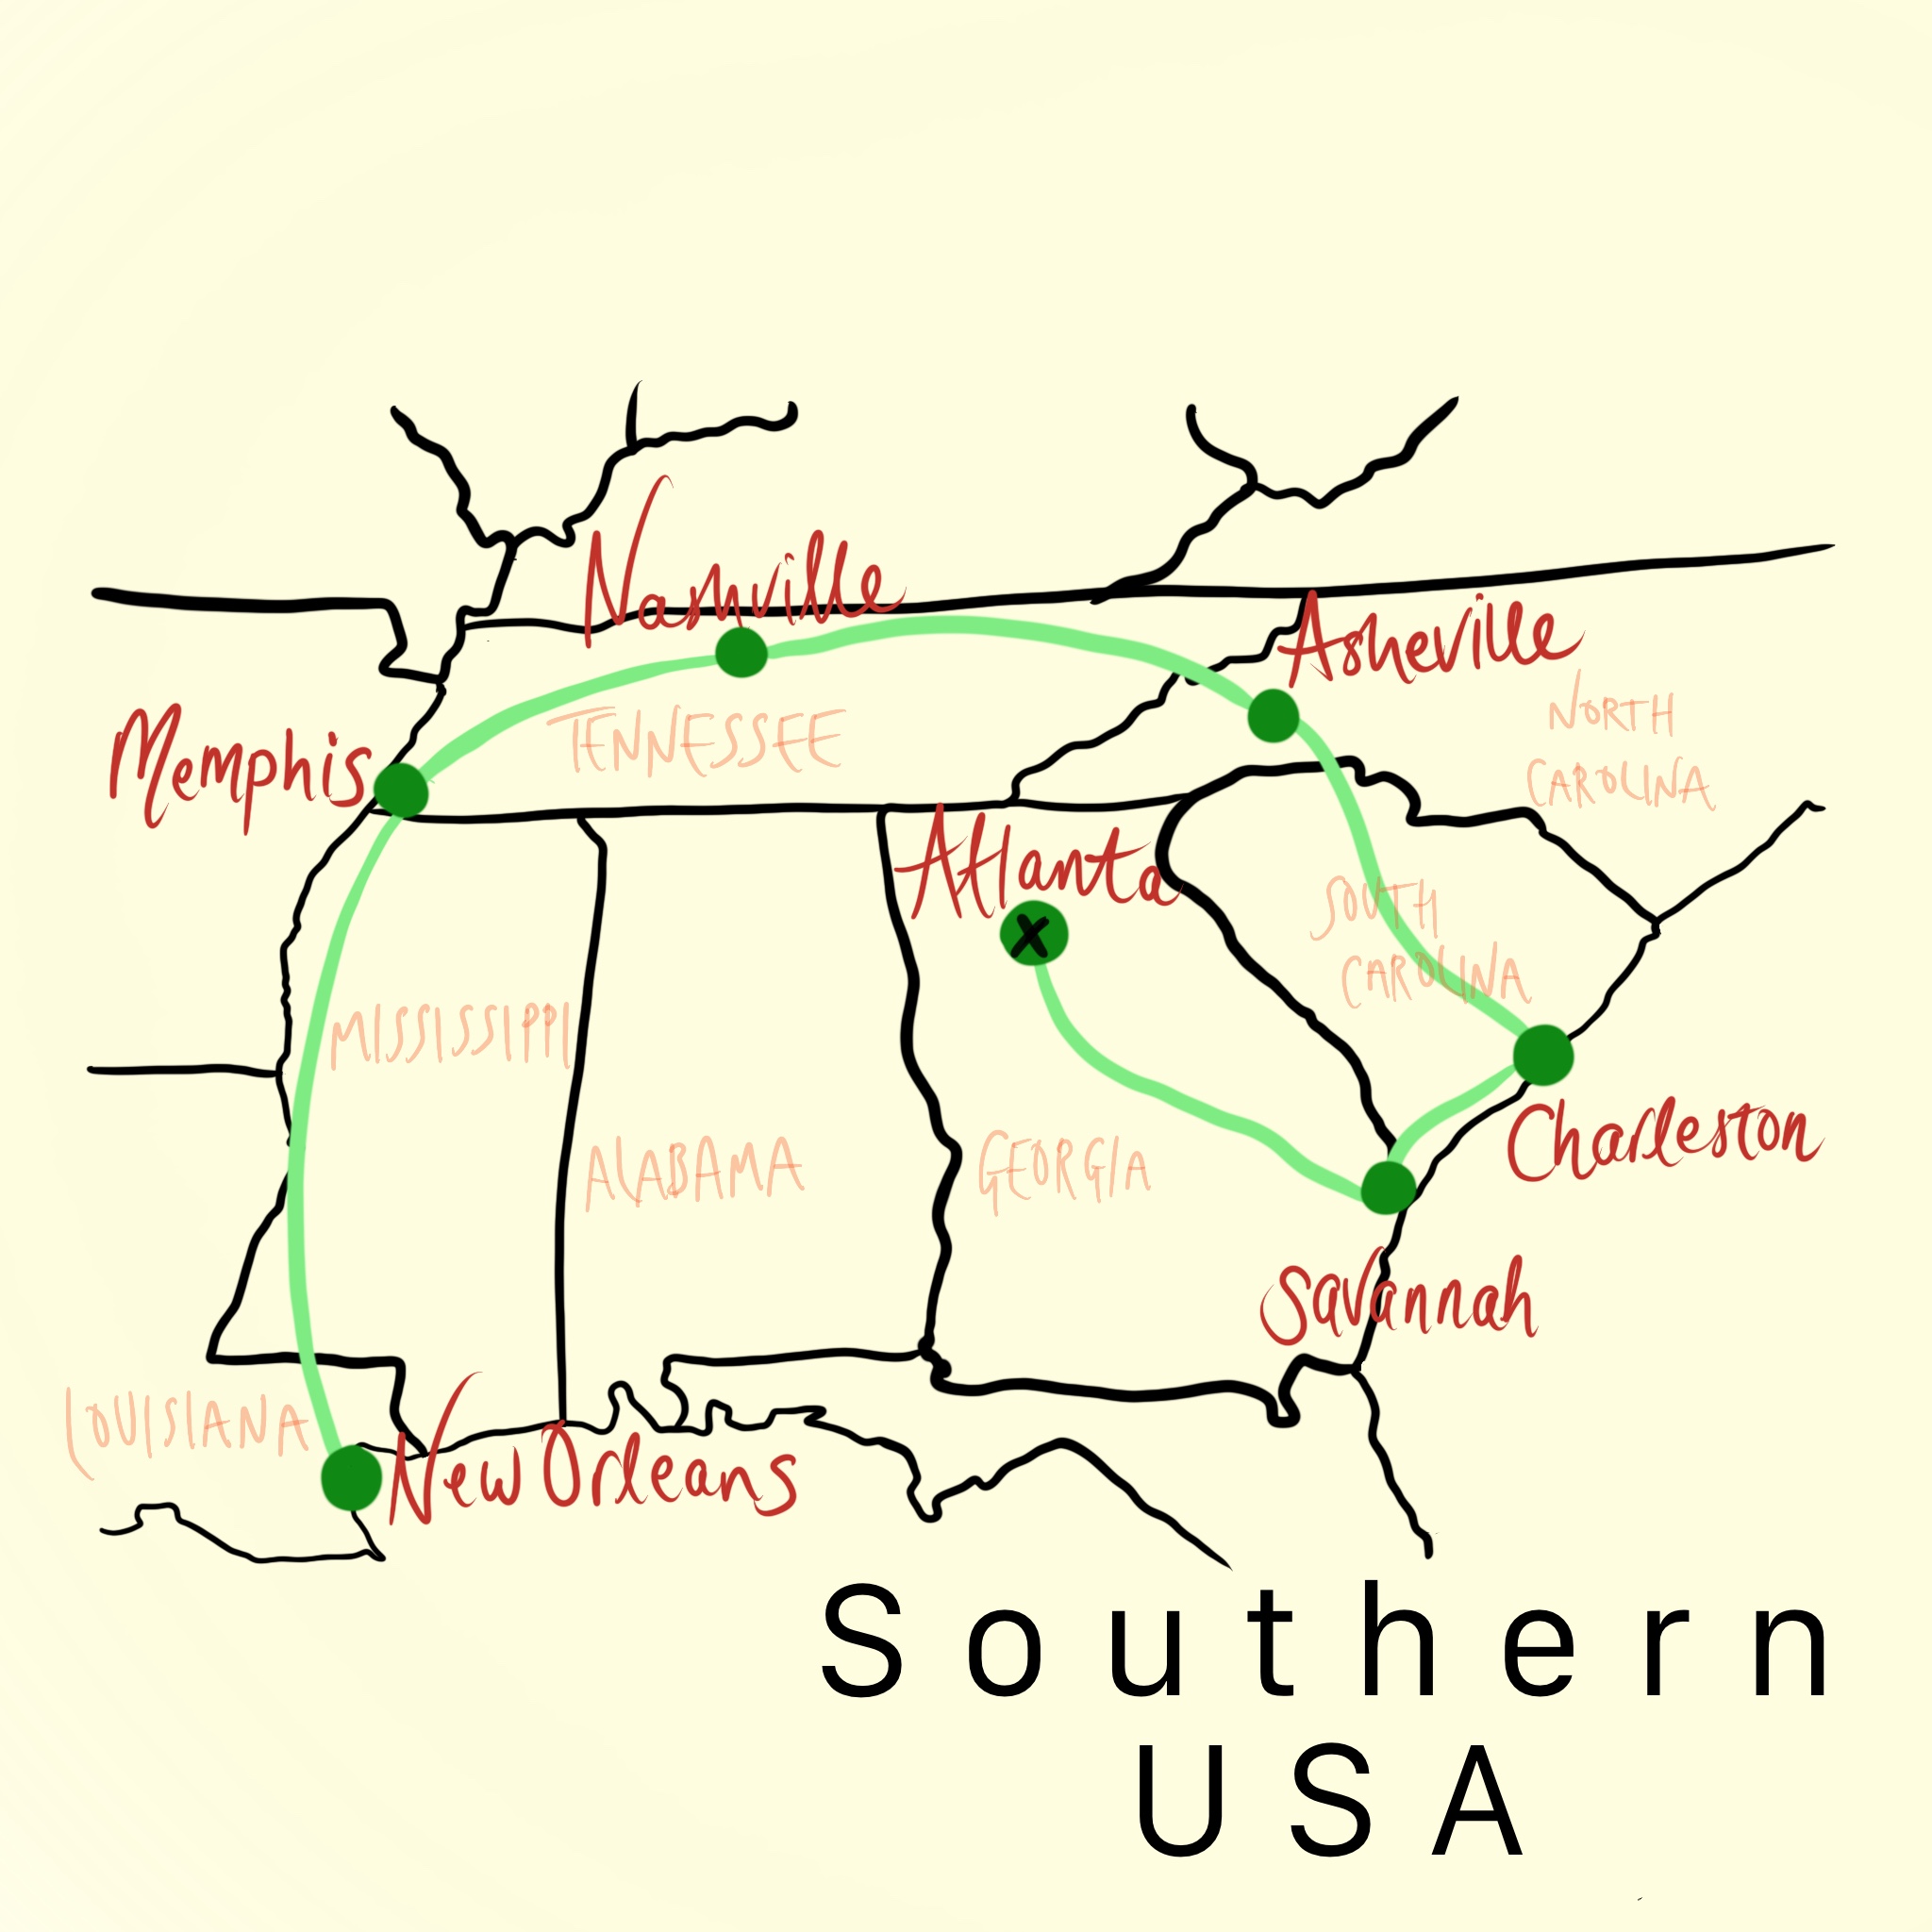 Nashville
Asheville
NORTH
CAROLINA
Memphis
TENNESSEE
Atlanta
X
SOUTH
CAROLINA
MISSISSIPPI
ALABAMA
GEORGIA
Charleston
Savannah
LOUISIANA
New Orleans
Southern
USA